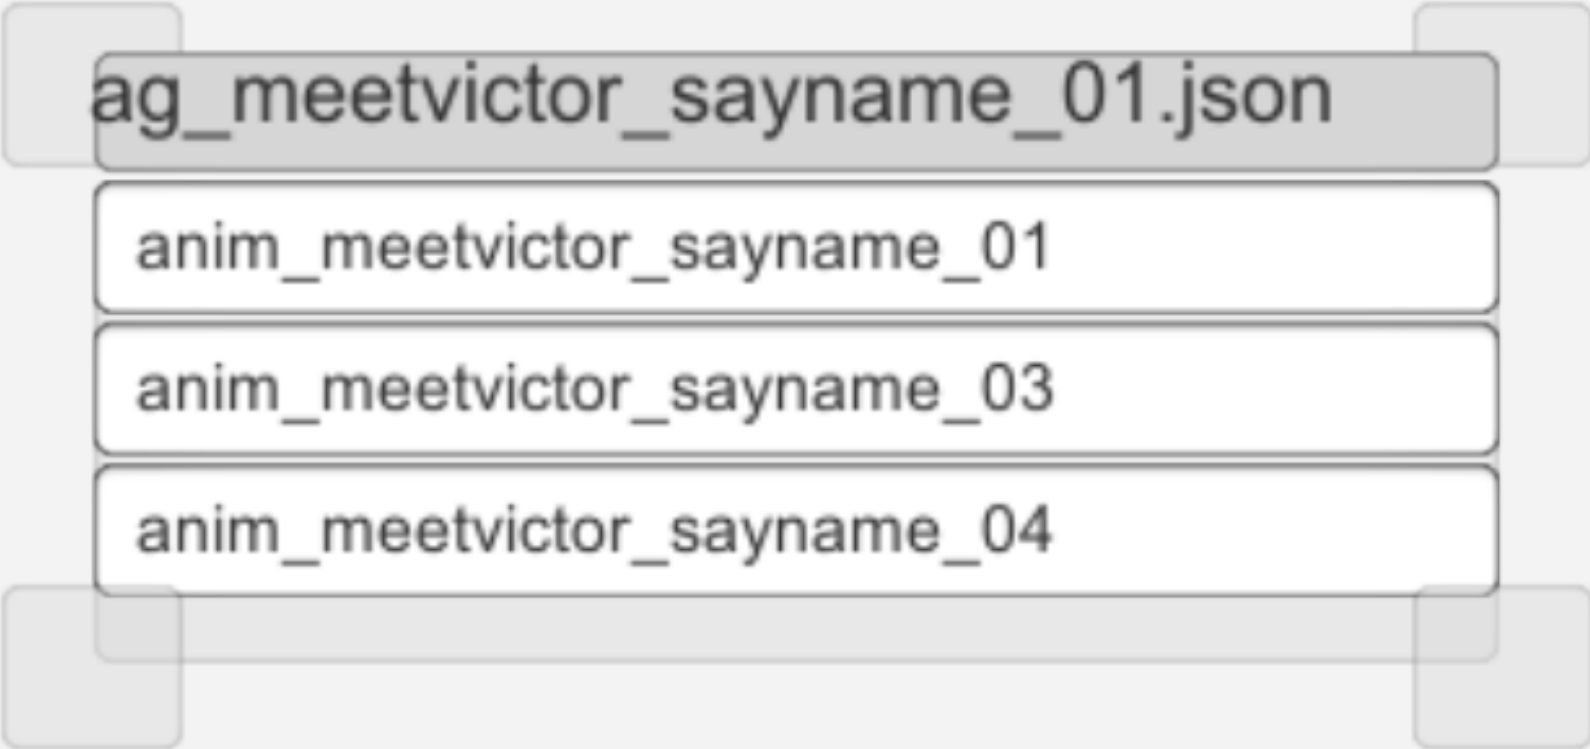 ag_meetvictor_sayname_01.json
anim_meetvictor_sayname_01
anim_meetvictor_sayname_03
anim_meetvictor_sayname_04